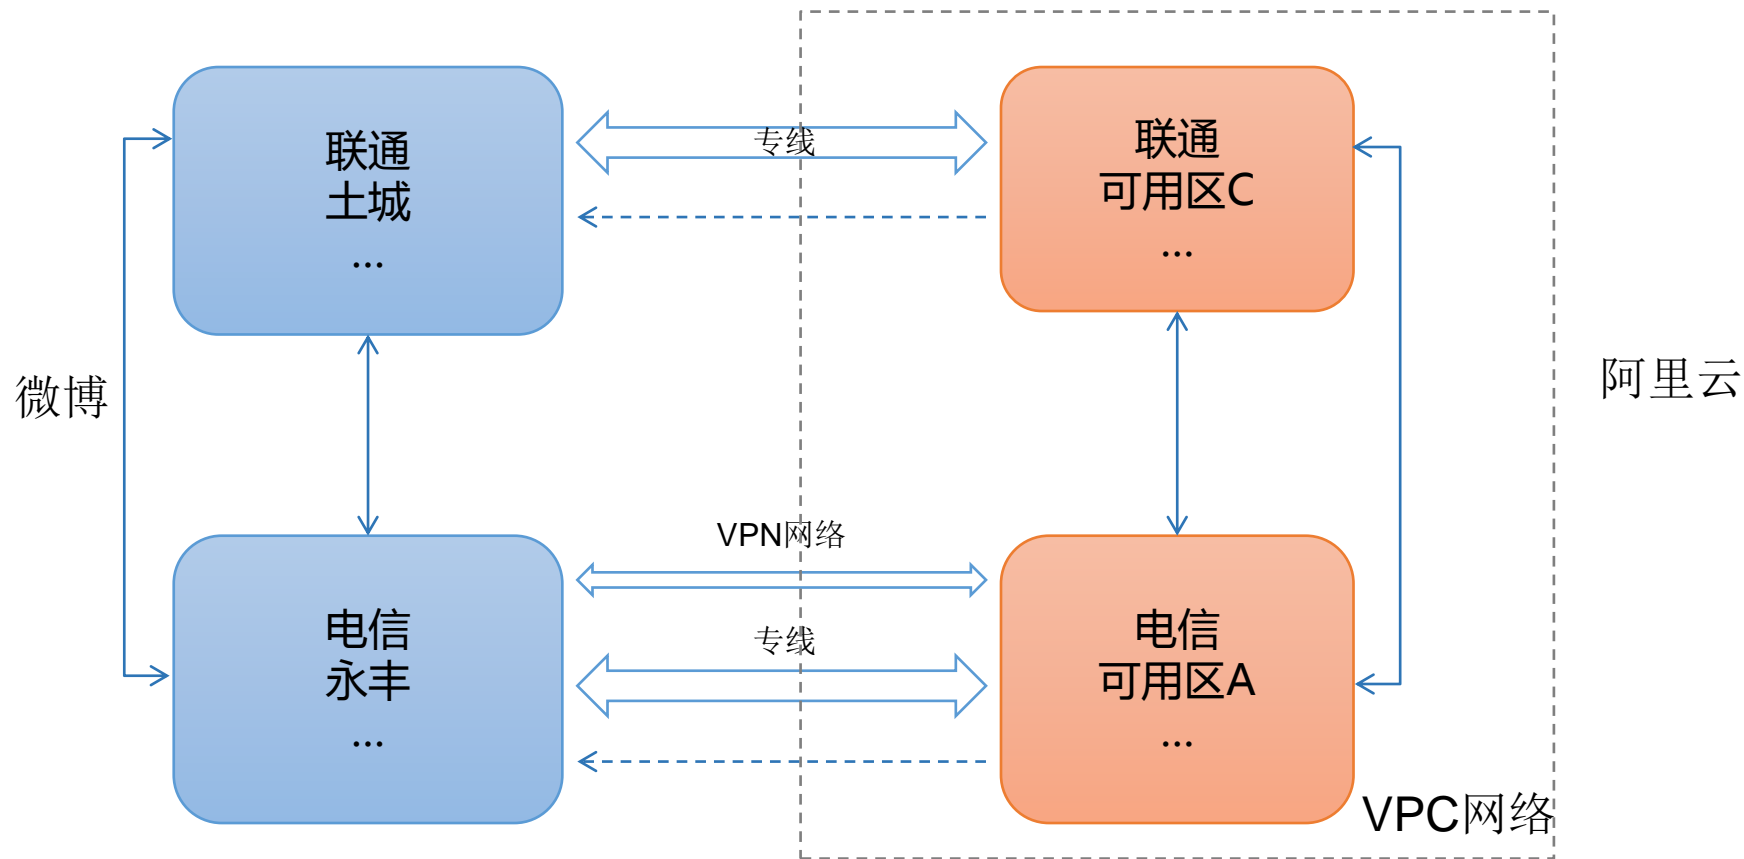 联通
土城
...
专线
联通
可用区C
...
微博
阿里云
VPN网络
电信
永丰
...
专线
电信
可用区A
...
VPC网络